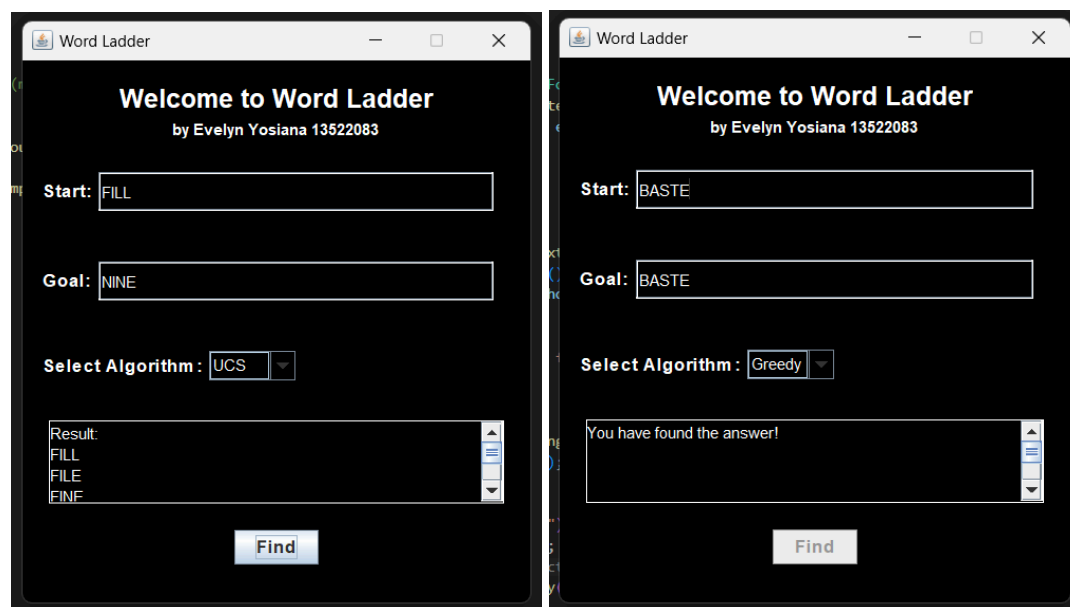 Word Ladder
Welcome to Word Ladder
by Evelyn Yosiana 13522083
Start: FILL
Goal: NINE
Select Algorithm : UCS
Result:
FILL
FILE
FINE
Find
Word Ladder
Welcome to Word Ladder
by Evelyn Yosiana 13522083
Start: BASTE
Goal: BASTE
Select Algorithm : Greedy
You have found the answer!
Find